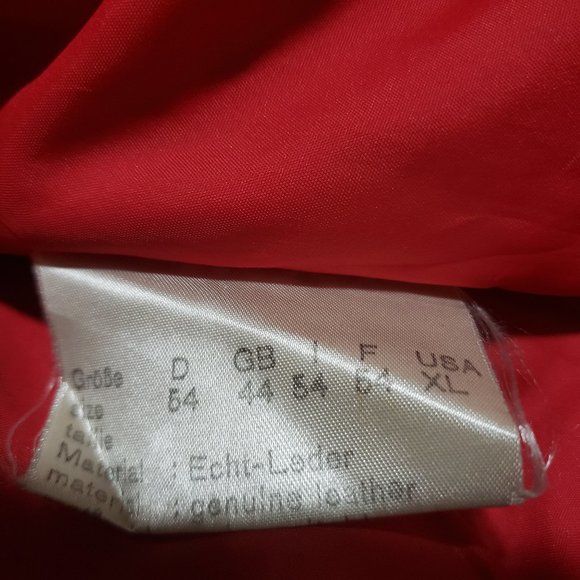 Größe D GB I F USA
size 54 44 54 54 XL
taille
Material : Echt-Leder
material : genuine leather